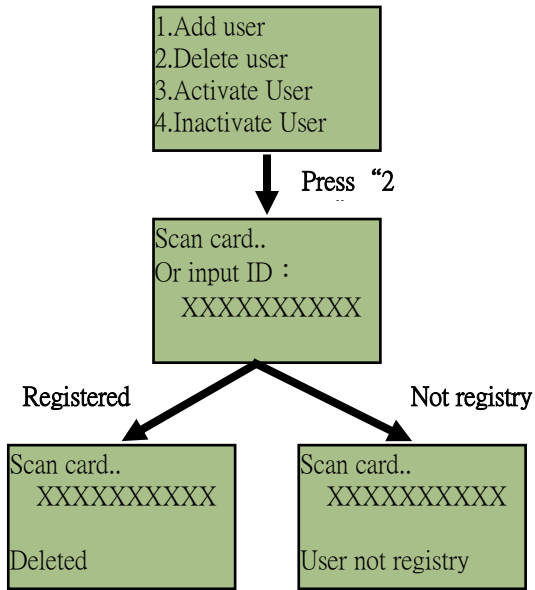 1.Add user
2.Delete user
3.Activate User
4.Inactivate User
Press “2
”
Scan card..
Or input ID：
XXXXXXXXXX
Registered
Not registry
Scan card..
XXXXXXXXXX
Deleted
Scan card..
XXXXXXXXXX
User not registry